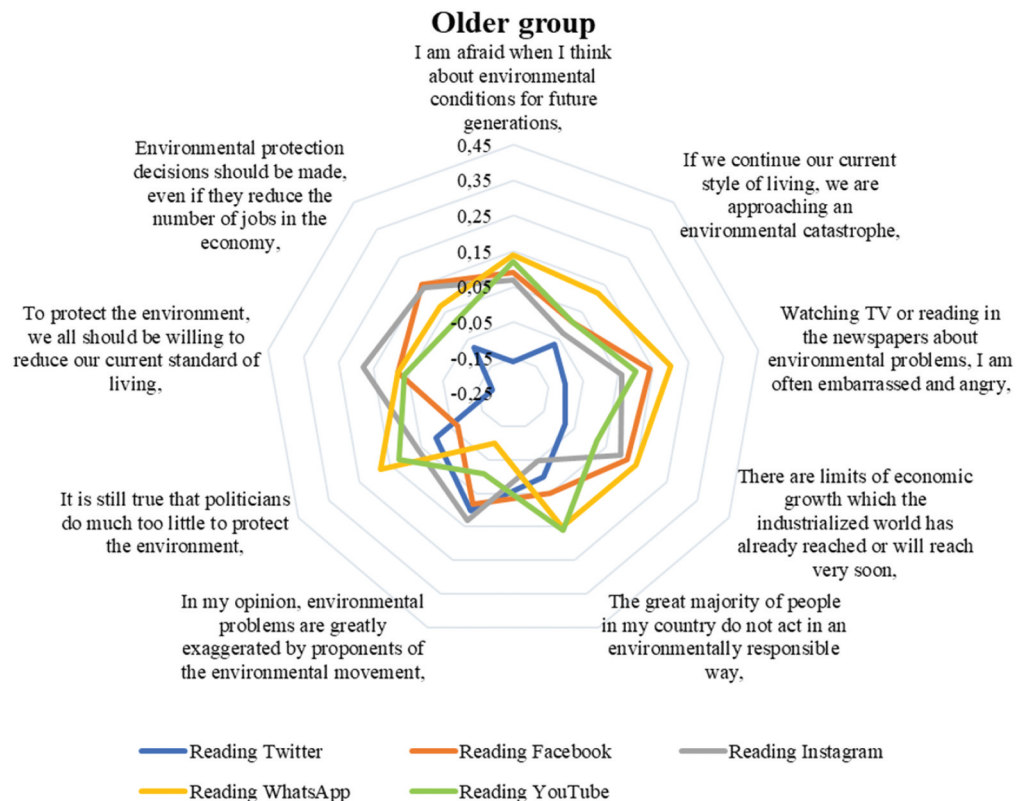 Older group
I am afraid when I think
about environmental
conditions for future
generations,
Environmental protection
decisions should be made,
even if they reduce the
number of jobs in the
economy,
If we continue our current
style of living, we are
approaching an
environmental catastrophe,
0,45
0,35
0,25
0,15
0,05
-0,05
-0,15
-0,25
To protect the environment,
we all should be willing to
reduce our current standard of
living,
Watching TV or reading in
the newspapers about
environmental problems, I am
often embarrassed and angry,
It is still true that politicians
do much too little to protect
the environment,
There are limits of economic
growth which the
industrialized world has
already reached or will reach
very soon,
In my opinion, environmental
problems are greatly
exaggerated by proponents of
the environmental movement,
The great majority of people
in my country do not act in an
environmentally responsible
way,
Reading Twitter
Reading Facebook
Reading Instagram
Reading WhatsApp
Reading YouTube